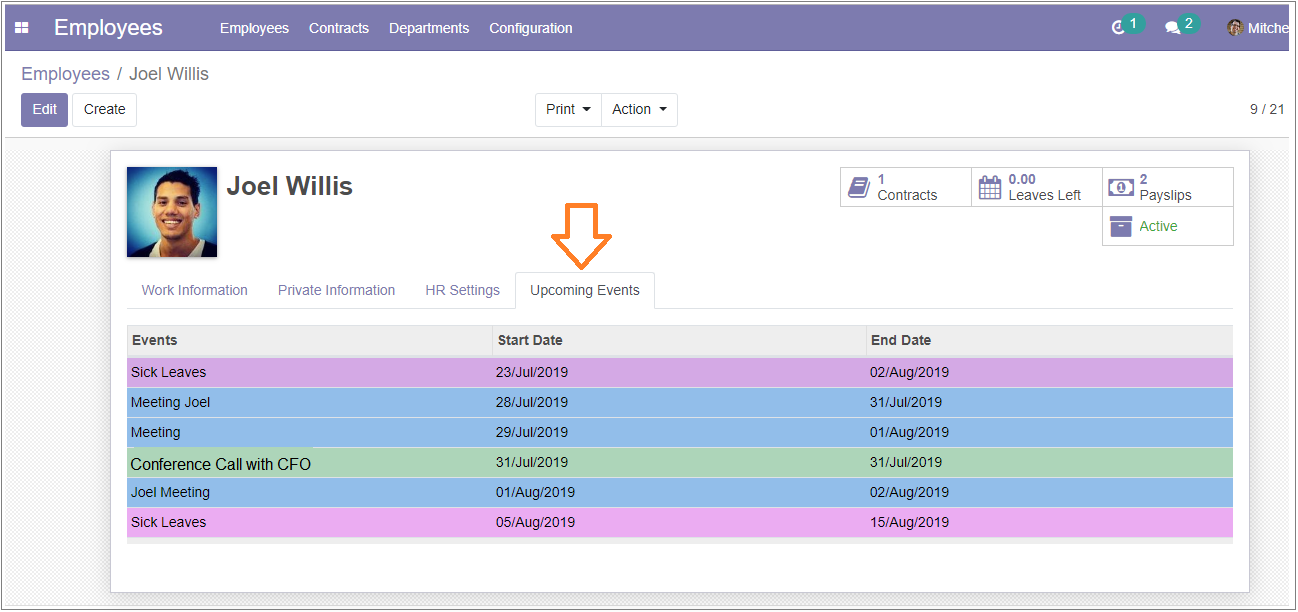 Employees Employees Contracts Departments Configuration 1 2 Mitche
Employees / Joel Willis
Edit Create Print Action 9 / 21
Joel Willis
1 Contracts
0.00 Leaves Left
2 Payslips
Active
Work Information Private Information HR Settings Upcoming Events
Events Start Date End Date
Sick Leaves 23/Jul/2019 02/Aug/2019
Meeting Joel 28/Jul/2019 31/Jul/2019
Meeting 29/Jul/2019 01/Aug/2019
Conference Call with CFO 31/Jul/2019 31/Jul/2019
Joel Meeting 01/Aug/2019 02/Aug/2019
Sick Leaves 05/Aug/2019 15/Aug/2019